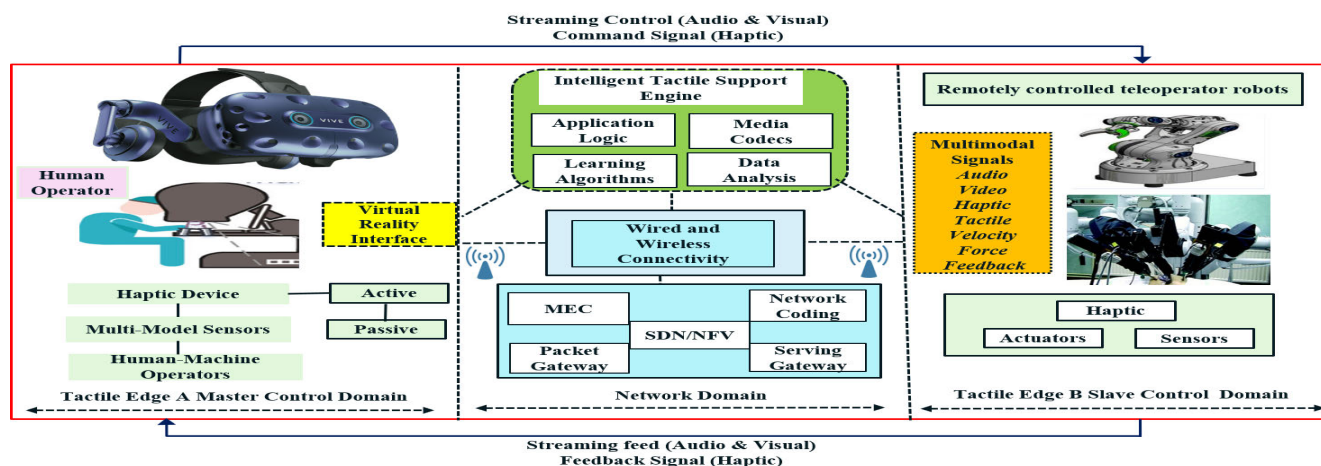 Streaming Control (Audio & Visual)
Command Signal (Haptic)
VIVE
Human
Operator
Virtual
Reality
Interface
Haptic Device
Active
Multi-Model Sensors
Passive
Human-Machine
Operators
Tactile Edge A Master Control Domain
Intelligent Tactile Support
Engine
Application
Logic
Media
Codecs
Learning
Algorithms
Data
Analysis
Wired and
Wireless
Connectivity
MEC
Network
Coding
SDN/NFV
Packet
Gateway
Serving
Gateway
Network Domain
Remotely controlled teleoperator robots
Multimodal
Signals
Audio
Video
Haptic
Tactile
Velocity
Force
Feedback
Haptic
Actuators
Sensors
Tactile Edge B Slave Control Domain
Streaming feed (Audio & Visual)
Feedback Signal (Haptic)